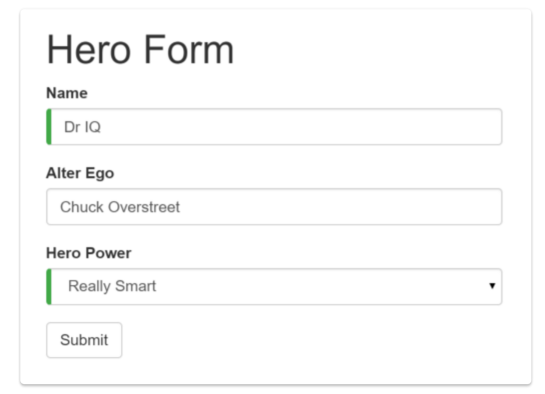 Hero Form
Name
Dr IQ
Alter Ego
Chuck Overstreet
Hero Power
Really Smart
Submit